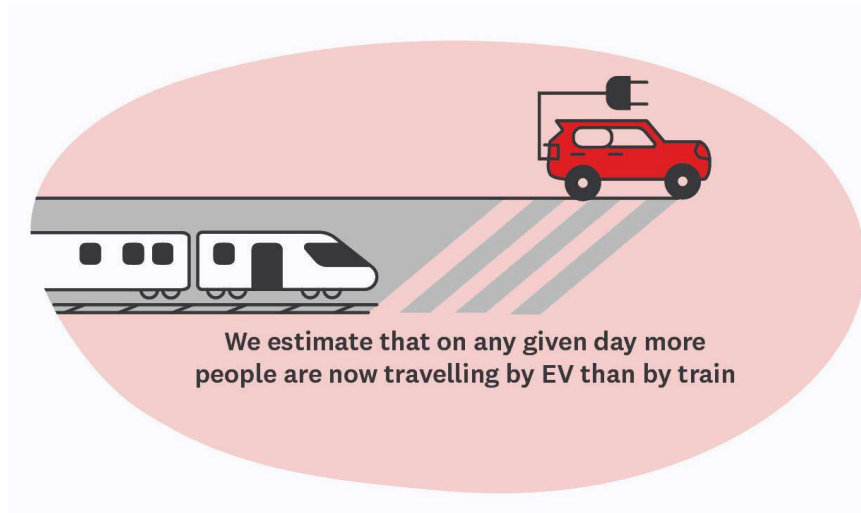 We estimate that on any given day more
people are now travelling by EV than by train